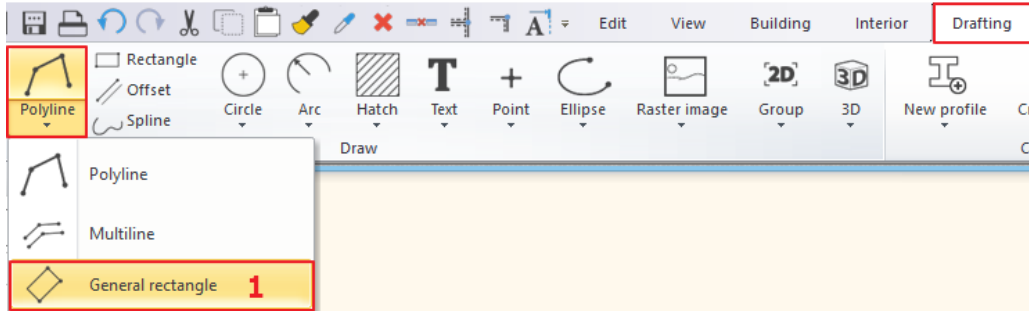 A
Edit View Building Interior Drafting
Polyline
Rectangle
Offset
Spline
Circle
Arc
Hatch
T
Text
Point
Ellipse
Raster image
2D
Group
3D
3D
New profile
Draw
Polyline
Multiline
General rectangle 1